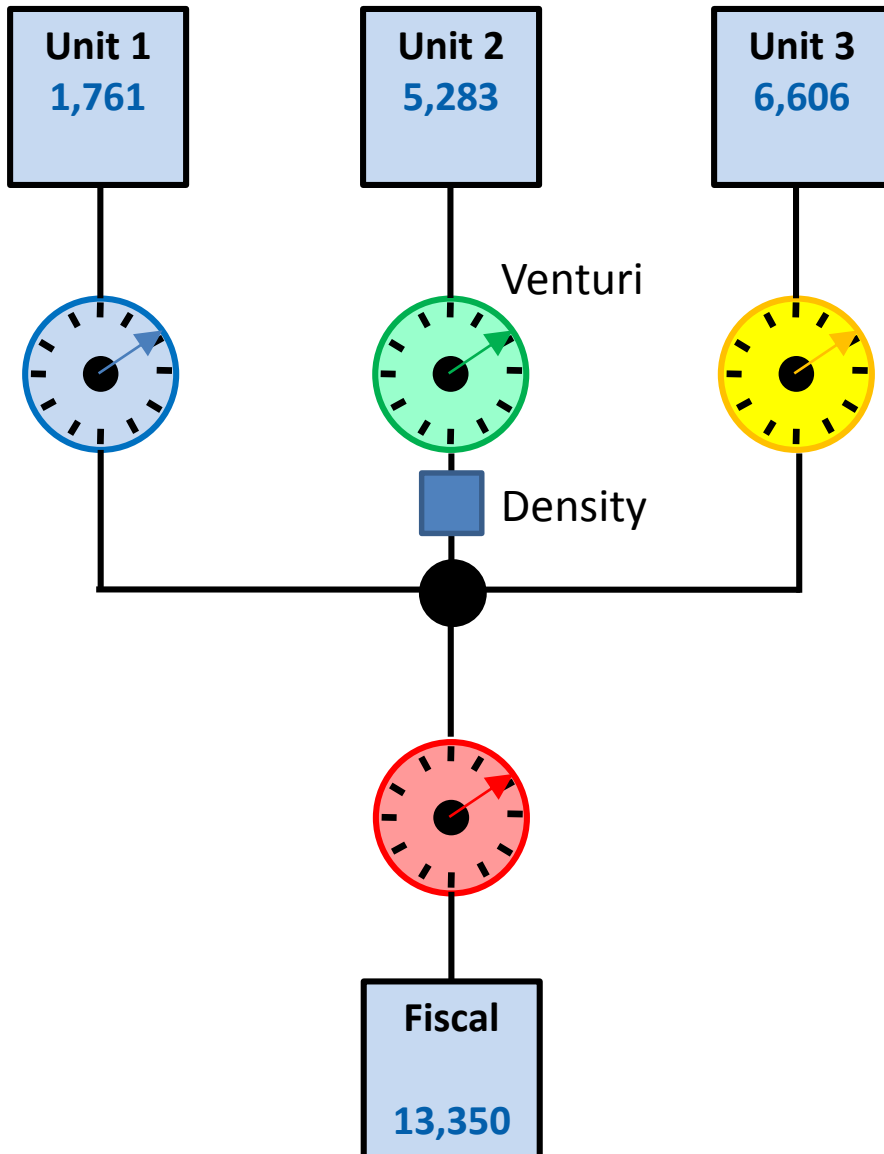 Unit 1
1,761
Unit 2
5,283
Unit 3
6,606
Venturi
Density
Fiscal
13,350